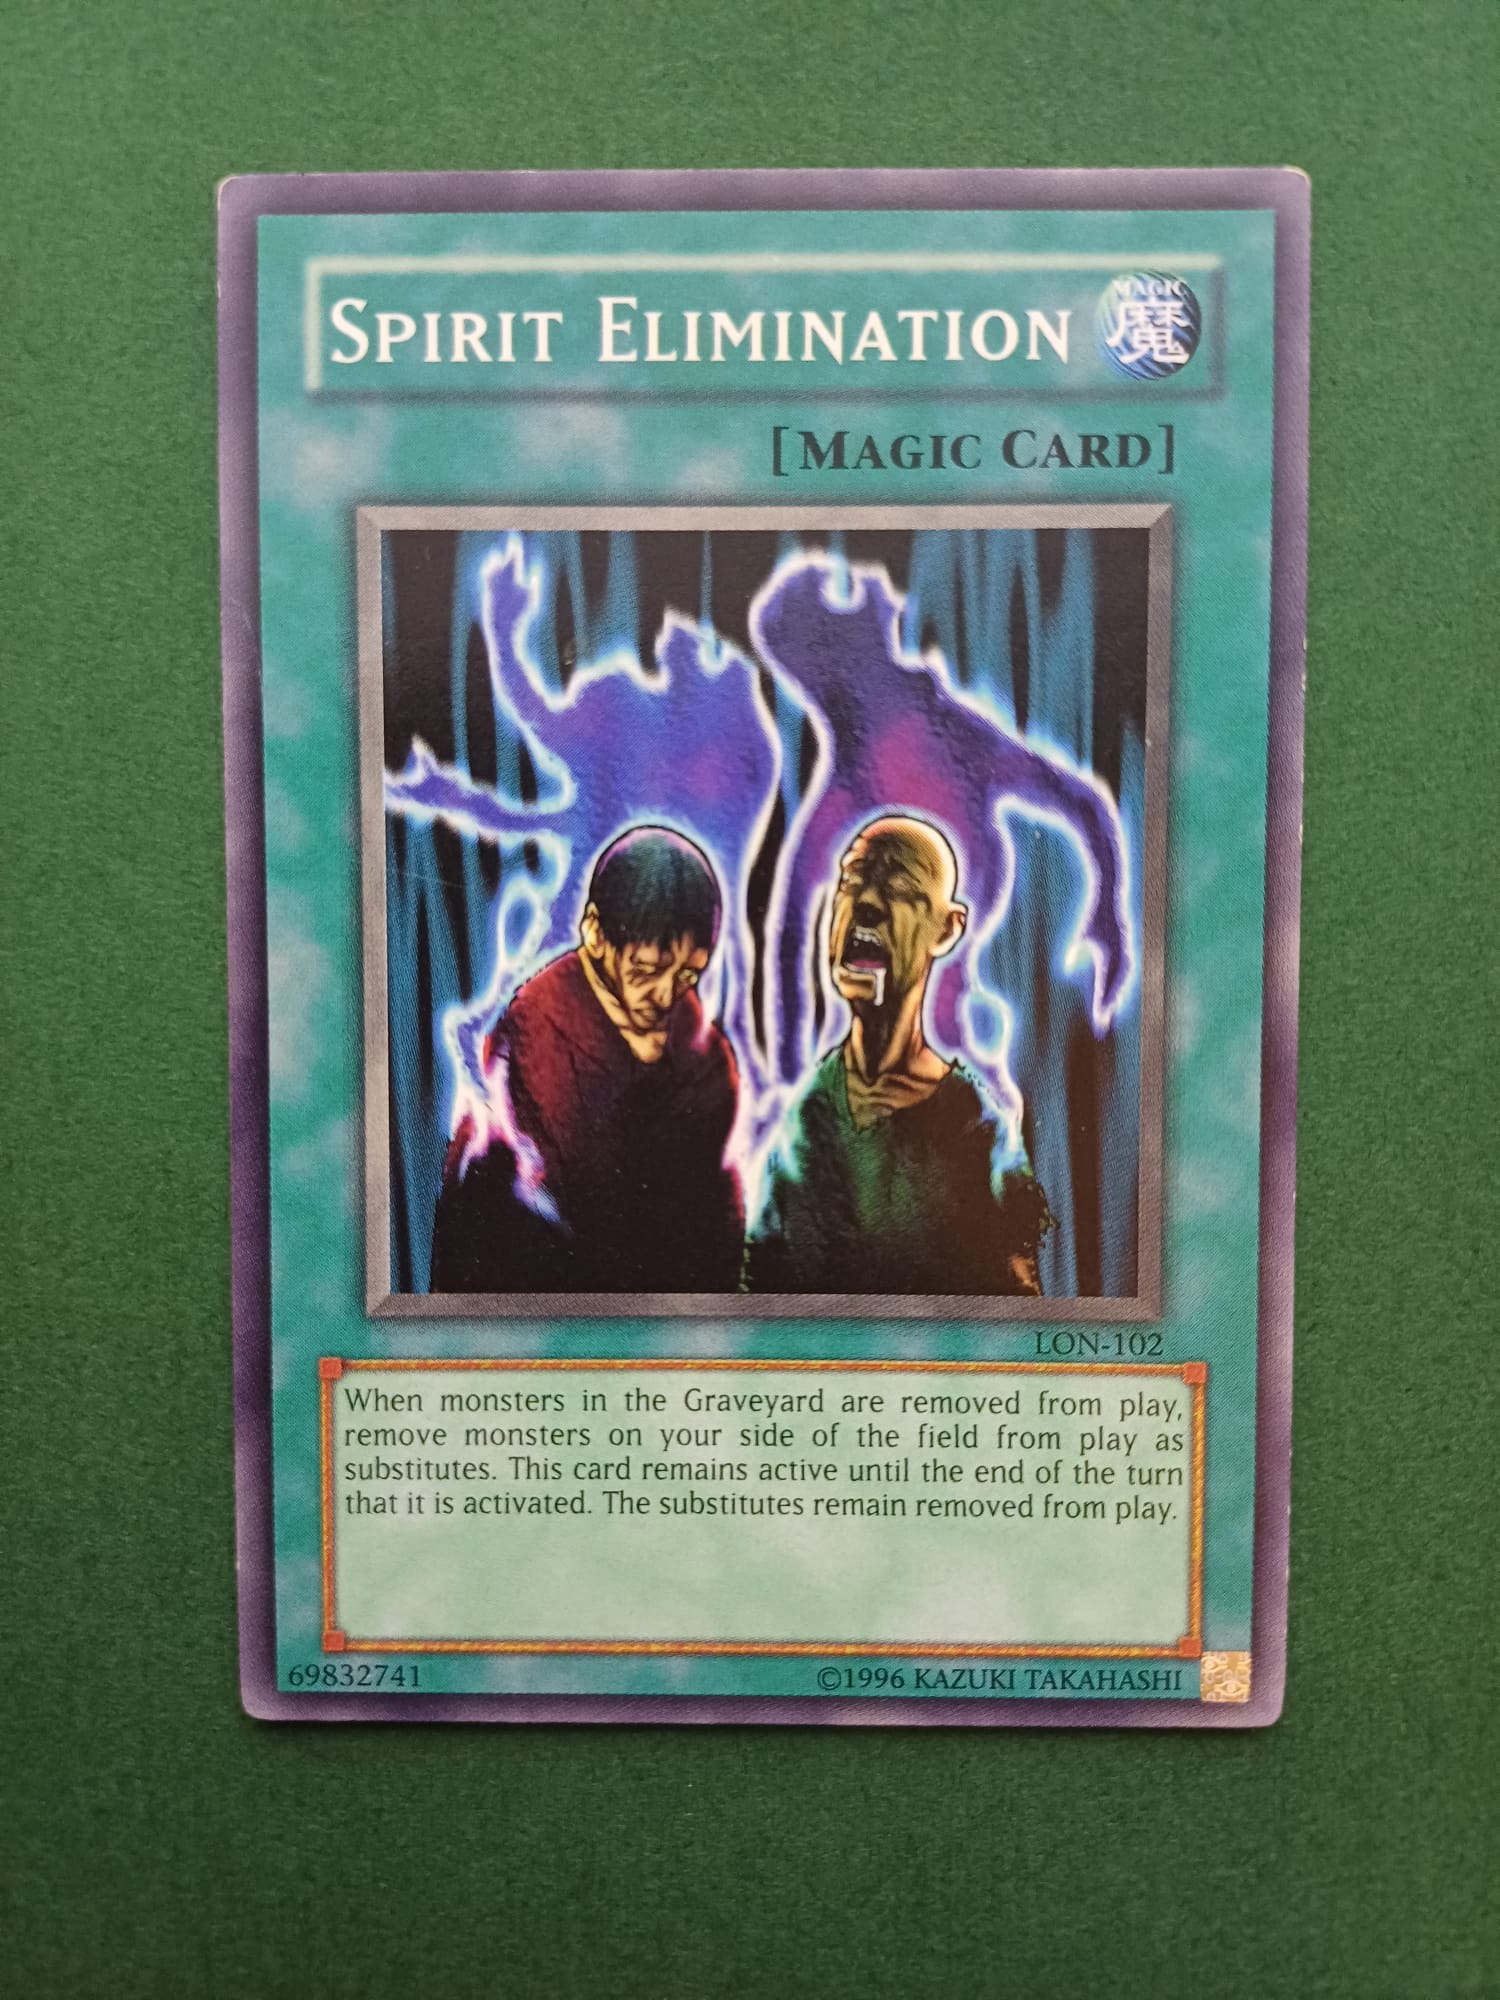 SPIRIT ELIMINATION
MAGIC
魔
[MAGIC CARD]
LON-102
When monsters in the Graveyard are removed from play,
remove monsters on your side of the field from play as
substitutes. This card remains active until the end of the turn
that it is activated. The substitutes remain removed from play.
69832741
©1996 KAZUKI TAKAHASHI